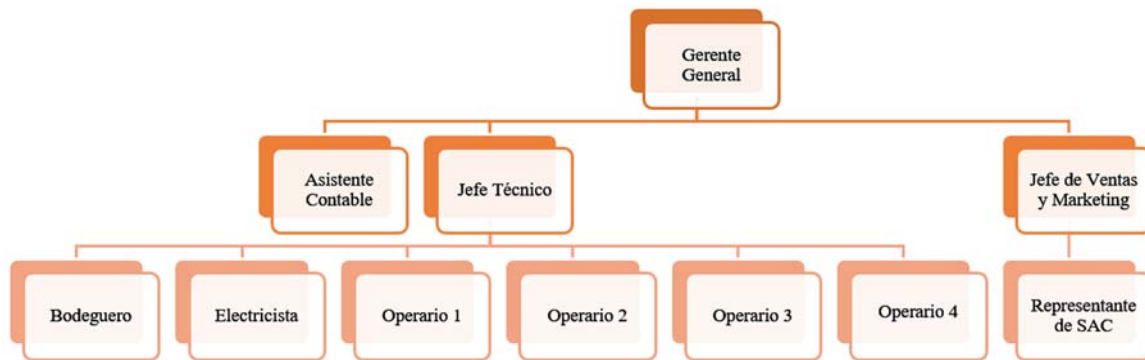 Gerente
General
Asistente
Contable
Jefe Técnico
Jefe de Ventas
y Marketing
Bodeguero
Electricista
Operario 1
Operario 2
Operario 3
Operario 4
Representante
de SAC